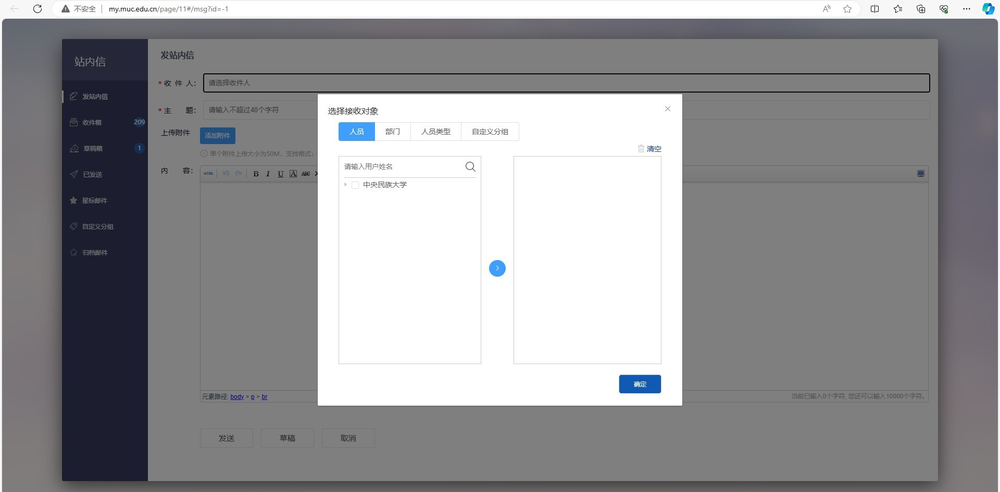 不安全
my.muc.edu.cn/page/11#/msg?id=-1
站内信
发站内信
收件箱 209
草稿箱 1
已发送
星标邮件
自定义分组
归档邮件
发站内信
* 收 件 人： 请选择收件人
* 主 题： 请输入不超过40个字符
上传附件 添加附件
单个附件上传大小为50M，支持格式：
内 容：
HTML B I U A ABC
选择接收对象
人员 部门 人员类型 自定义分组
清空
请输入用户姓名
中央民族大学
确定
元素路径: body > p > br
当前已输入0个字符, 您还可以输入10000个字符。
发送 草稿 取消